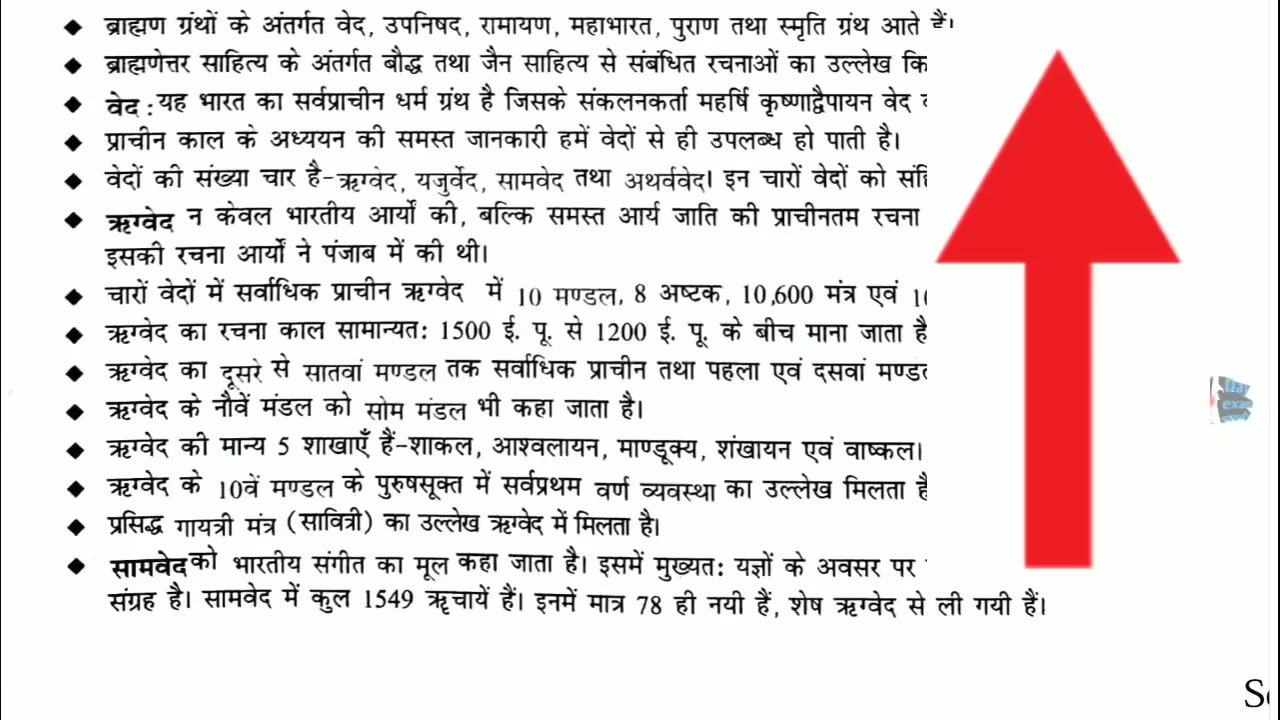 ◆ ब्राह्मण ग्रंथों के अंतर्गत वेद, उपनिषद, रामायण, महाभारत, पुराण तथा स्मृति ग्रंथ आते हैं।
◆ ब्राह्मणेत्तर साहित्य के अंतर्गत बौद्ध तथा जैन साहित्य से संबंधित रचनाओं का उल्लेख
◆ वेद : यह भारत का सर्वप्राचीन धर्म ग्रंथ है जिसके संकलनकर्ता महर्षि कृष्णाद्वैपायन वेद
◆ प्राचीन काल के अध्ययन की समस्त जानकारी हमें वेदों से ही उपलब्ध हो पाती है।
◆ वेदों की संख्या चार है-ऋग्वेद, यजुर्वेद, सामवेद तथा अथर्ववेद। इन चारों वेदों को
◆ ऋग्वेद न केवल भारतीय आर्यों की, बल्कि समस्त आर्य जाति की प्राचीनतम रचना
इसकी रचना आर्यों ने पंजाब में की थी।
◆ चारों वेदों में सर्वाधिक प्राचीन ऋग्वेद में 10 मण्डल, 8 अष्टक, 10,600 मंत्र एवं
◆ ऋग्वेद का रचना काल सामान्यतः 1500 ई. पू. से 1200 ई. पू. के बीच माना जाता है
◆ ऋग्वेद का दूसरे से सातवां मण्डल तक सर्वाधिक प्राचीन तथा पहला एवं दसवां मण्डल
◆ ऋग्वेद के नौवें मंडल को सोम मंडल भी कहा जाता है।
◆ ऋग्वेद की मान्य 5 शाखाएँ हैं-शाकल, आश्वलायन, माण्डूक्य, शंखायन एवं वाष्कल।
◆ ऋग्वेद के 10वें मण्डल के पुरुषसूक्त में सर्वप्रथम वर्ण व्यवस्था का उल्लेख मिलता है
◆ प्रसिद्ध गायत्री मंत्र (सावित्री) का उल्लेख ऋग्वेद में मिलता है।
◆ सामवेद को भारतीय संगीत का मूल कहा जाता है। इसमें मुख्यतः यज्ञों के अवसर पर
संग्रह है। सामवेद में कुल 1549 ऋचायें हैं। इनमें मात्र 78 ही नयी हैं, शेष ऋग्वेद से ली गयी हैं।